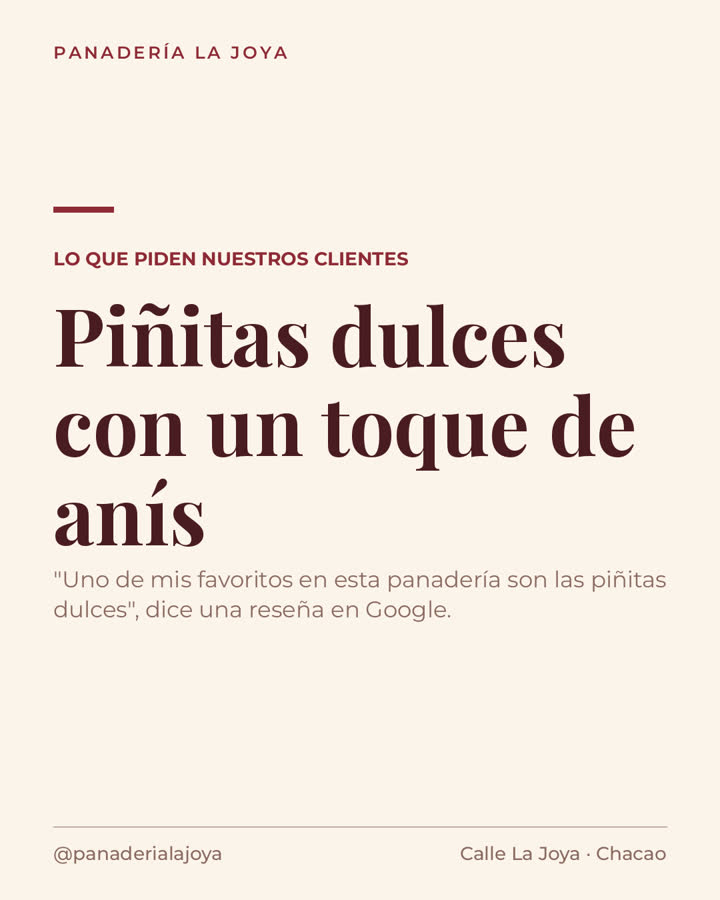 PANADERÍA LA JOYA
LO QUE PIDEN NUESTROS CLIENTES
Piñitas dulces
con un toque de
anís
"Uno de mis favoritos en esta panadería son las piñitas
dulces", dice una reseña en Google.
@panaderialajoya
Calle La Joya · Chacao